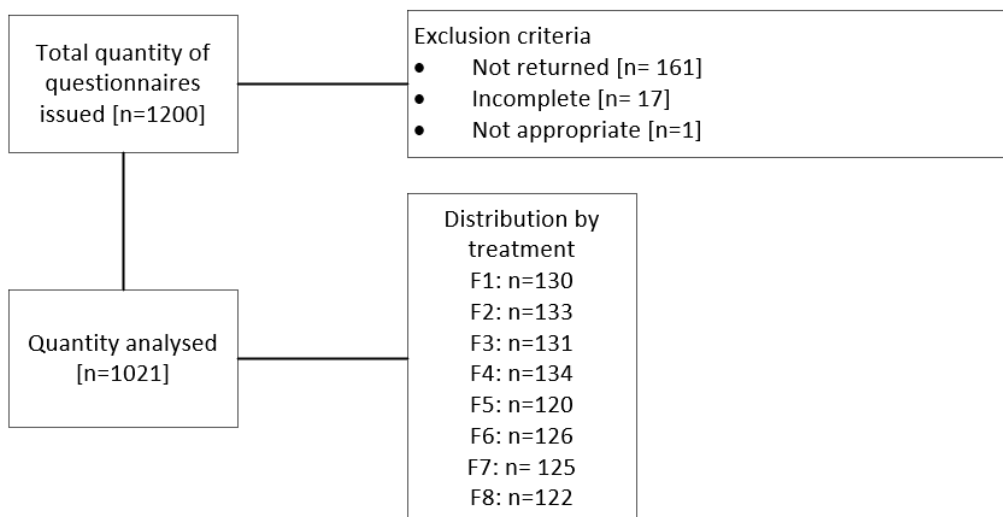 Total quantity of
questionnaires
issued [n=1200]
Exclusion criteria
• Not returned [n= 161]
• Incomplete [n= 17]
• Not appropriate [n=1]
Quantity analysed
[n=1021]
Distribution by
treatment
F1: n=130
F2: n=133
F3: n=131
F4: n=134
F5: n=120
F6: n=126
F7: n= 125
F8: n=122